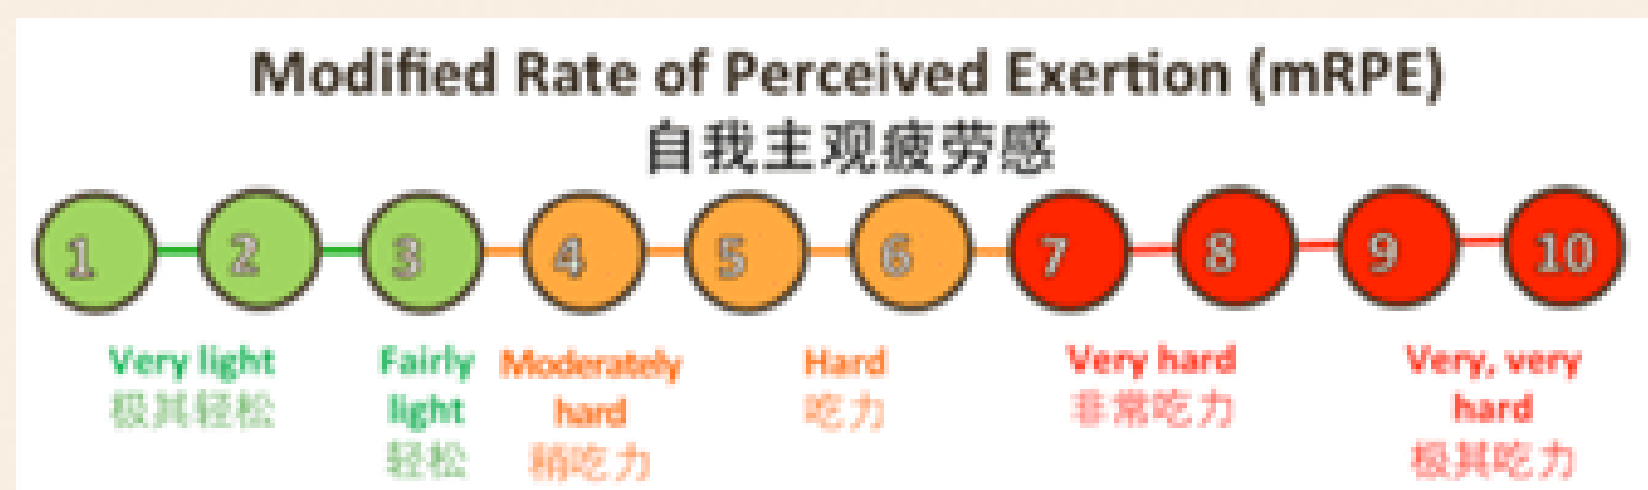 Modified Rate of Perceived Exertion (mRPE)
自我主观疲劳感
1 2 3 4 5 6 7 8 9 10
Very light
极其轻松
Fairly
light
轻松
Moderately
hard
稍吃力
Hard
吃力
Very hard
非常吃力
Very, very
hard
极其吃力